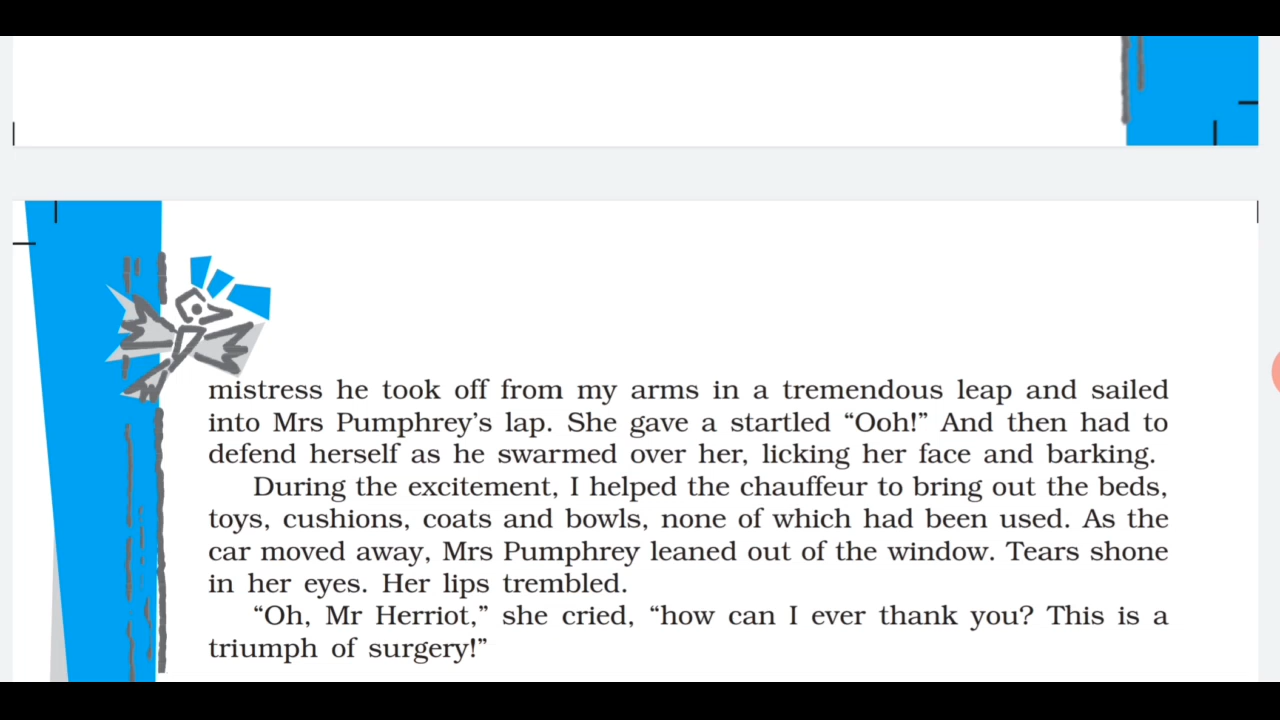 mistress he took off from my arms in a tremendous leap and sailed
into Mrs Pumphrey’s lap. She gave a startled “Ooh!” And then had to
defend herself as he swarmed over her, licking her face and barking.
During the excitement, I helped the chauffeur to bring out the beds,
toys, cushions, coats and bowls, none of which had been used. As the
car moved away, Mrs Pumphrey leaned out of the window. Tears shone
in her eyes. Her lips trembled.
“Oh, Mr Herriot,” she cried, “how can I ever thank you? This is a
triumph of surgery!”